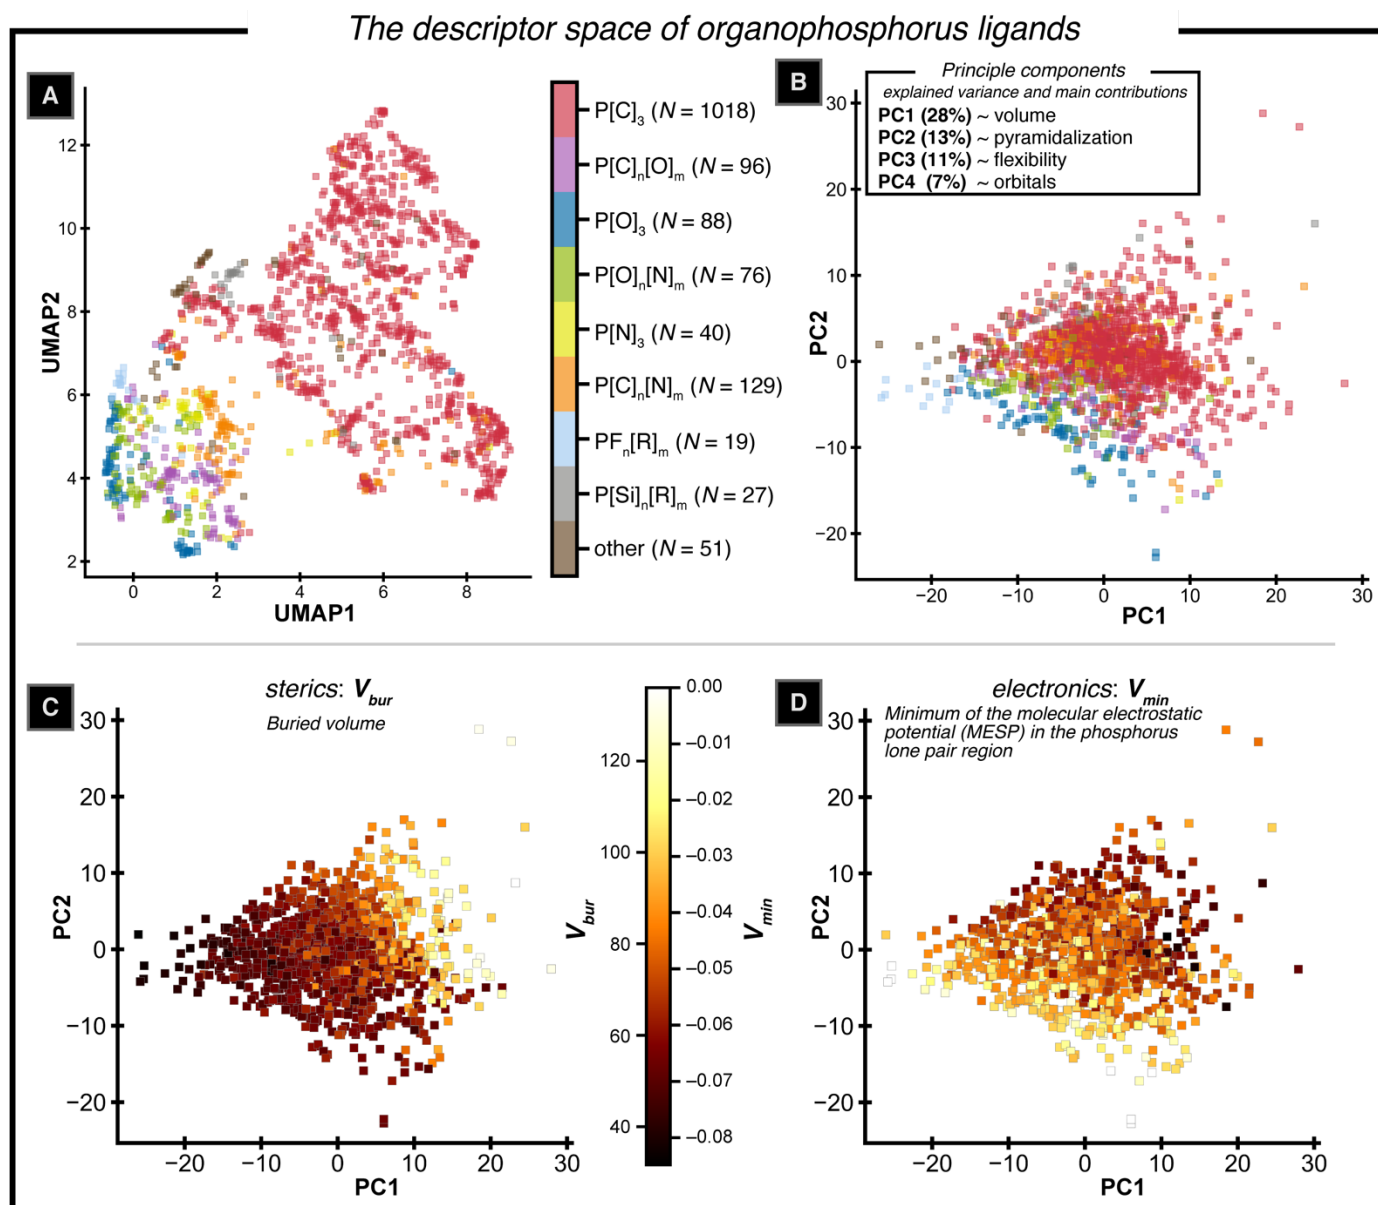 The descriptor space of organophosphorus ligands
A
UMAP2
12
10
8
6
4
2
0
2
4
6
8
UMAP1
P[C]3 (N = 1018)
P[C]n[O]m (N = 96)
P[O]3 (N = 88)
P[O]n[N]m (N = 76)
P[N]3 (N = 40)
P[C]n[N]m (N = 129)
PFn[R]m (N = 19)
P[Si]n[R]m (N = 27)
other (N = 51)
B
Principle components
explained variance and main contributions
PC1 (28%) ~ volume
PC2 (13%) ~ pyramidalization
PC3 (11%) ~ flexibility
PC4 (7%) ~ orbitals
PC2
30
20
10
0
−10
−20
−20
−10
0
10
20
30
PC1
C
sterics: Vbur
Buried volume
PC2
30
20
10
0
−10
−20
−20
−10
0
10
20
30
PC1
Vbur
120
100
80
60
40
0.00
−0.01
−0.02
−0.03
−0.04
−0.05
−0.06
−0.07
−0.08
Vmin
D
electronics: Vmin
Minimum of the molecular electrostatic
potential (MESP) in the phosphorus
lone pair region
PC2
30
20
10
0
−10
−20
−20
−10
0
10
20
30
PC1